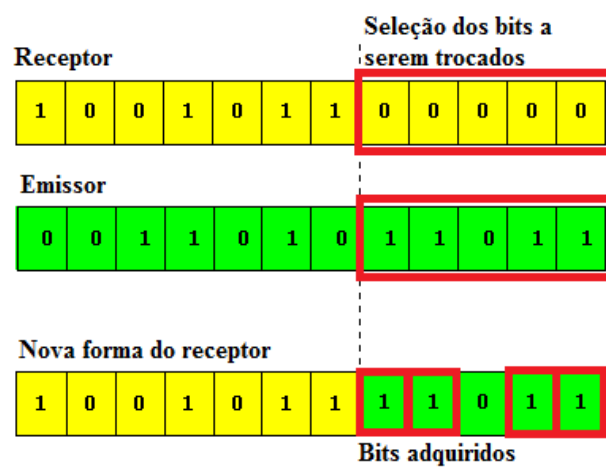 Seleção dos bits a
serem trocados
Receptor
1 0 0 1 0 1 1 0 0 0 0 0
Emissor
0 0 1 1 0 1 0 1 1 0 1 1
Nova forma do receptor
1 0 0 1 0 1 1 1 1 0 1 1
Bits adquiridos